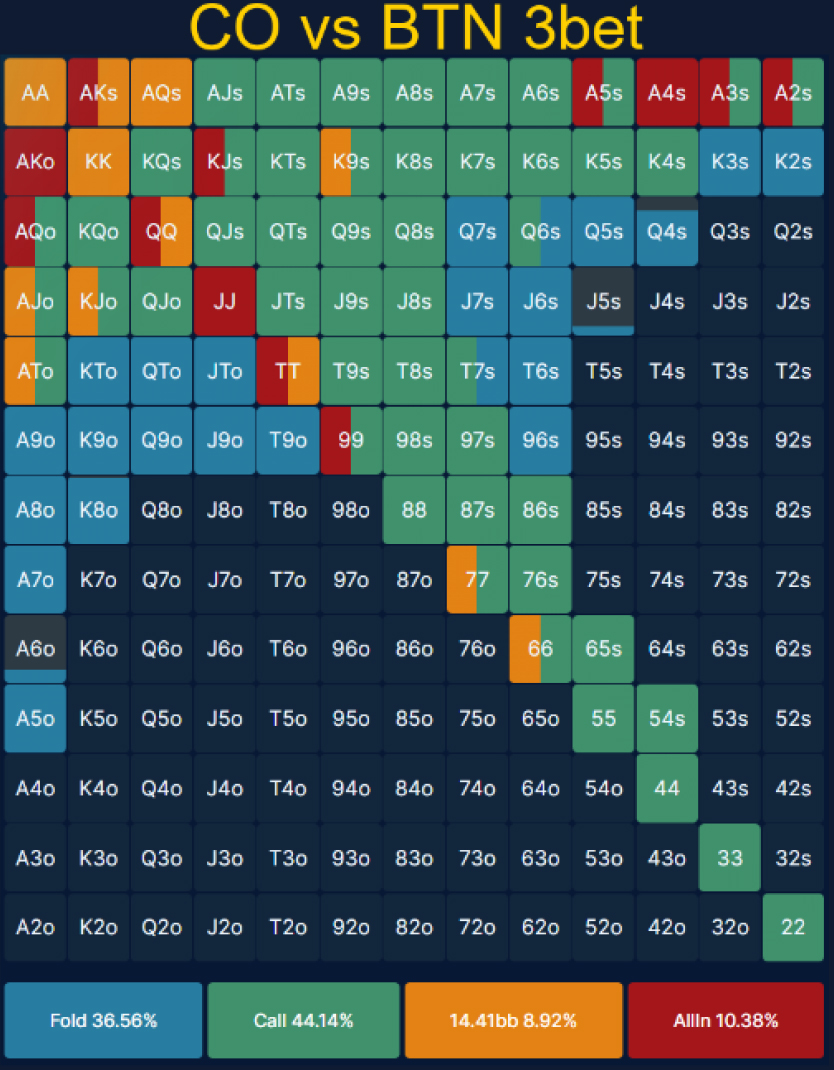 CO vs BTN 3bet
AA AKs AQs AJs ATs A9s A8s A7s A6s A5s A4s A3s A2s
AKo KK KQs KJs KTs K9s K8s K7s K6s K5s K4s K3s K2s
AQo KQo QQ QJs QTs Q9s Q8s Q7s Q6s Q5s Q4s Q3s Q2s
AJo KJo QJo JJ JTs J9s J8s J7s J6s J5s J4s J3s J2s
ATo KTo QTo JTo TT T9s T8s T7s T6s T5s T4s T3s T2s
A9o K9o Q9o J9o T9o 99 98s 97s 96s 95s 94s 93s 92s
A8o K8o Q8o J8o T8o 98o 88 87s 86s 85s 84s 83s 82s
A7o K7o Q7o J7o T7o 97o 87o 77 76s 75s 74s 73s 72s
A6o K6o Q6o J6o T6o 96o 86o 76o 66 65s 64s 63s 62s
A5o K5o Q5o J5o T5o 95o 85o 75o 65o 55 54s 53s 52s
A4o K4o Q4o J4o T4o 94o 84o 74o 64o 54o 44 43s 42s
A3o K3o Q3o J3o T3o 93o 83o 73o 63o 53o 43o 33 32s
A2o K2o Q2o J2o T2o 92o 82o 72o 62o 52o 42o 32o 22
Fold 36.56% Call 44.14% 14.41bb 8.92% AllIn 10.38%